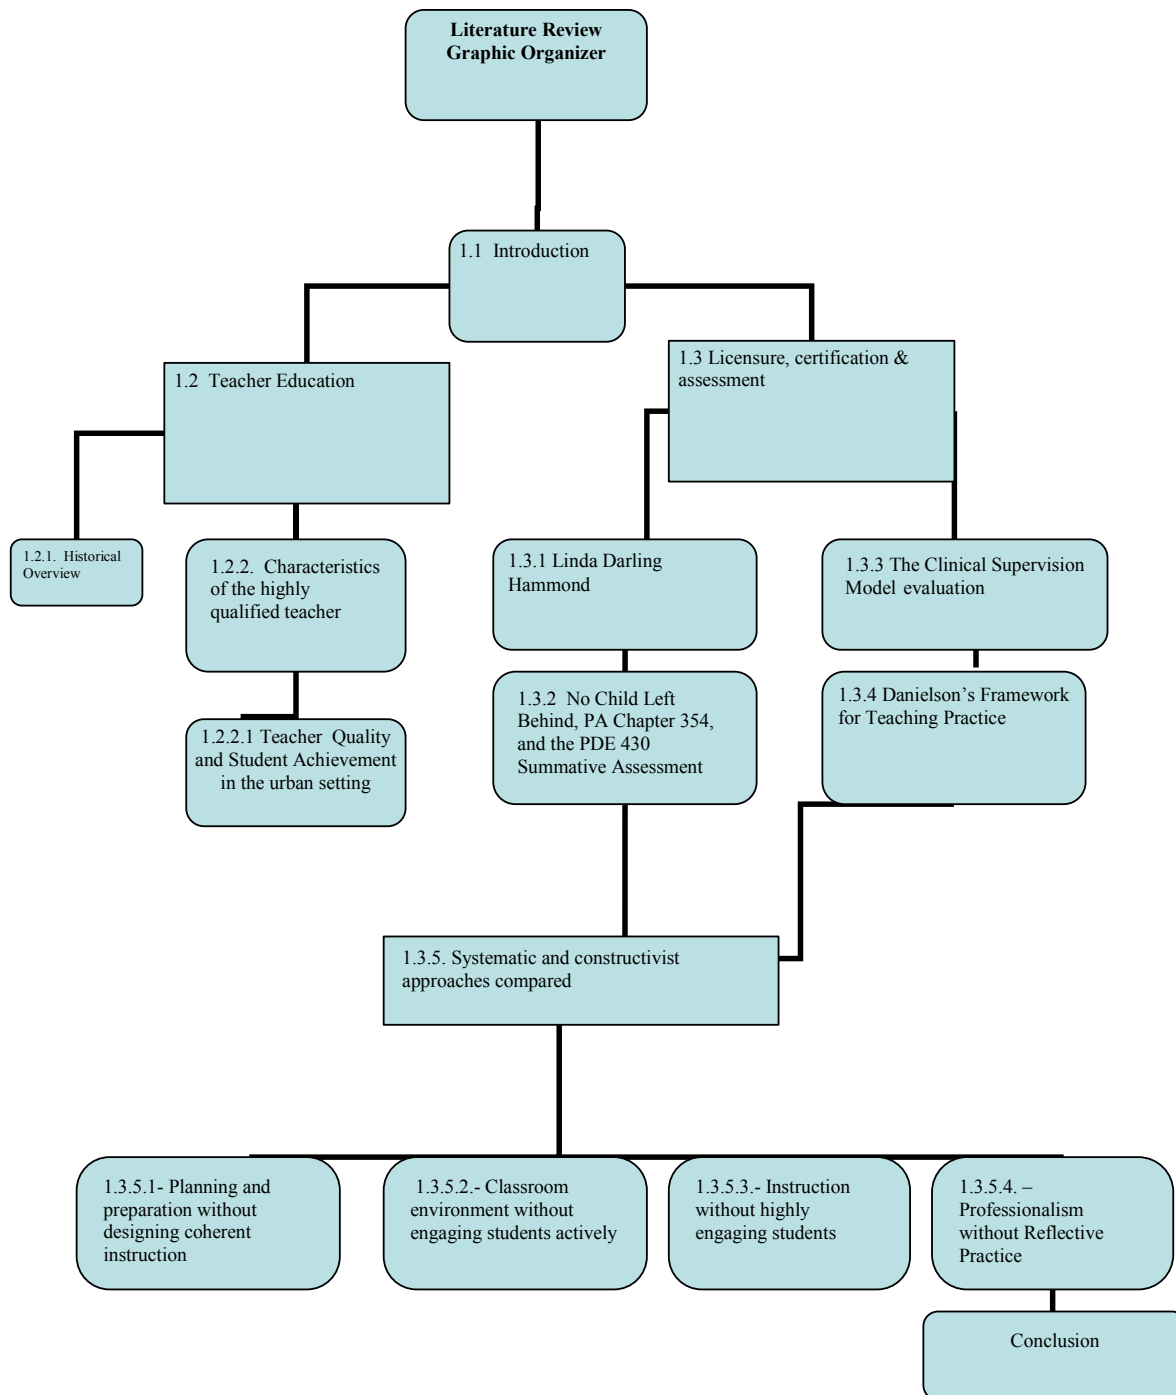 Literature Review
Graphic Organizer
1.1  Introduction
1.2  Teacher Education
1.3 Licensure, certification &
assessment
1.2.1.  Historical
Overview
1.2.2.  Characteristics
of the highly
qualified teacher
1.2.2.1 Teacher  Quality
and Student Achievement
in the urban setting
1.3.1 Linda Darling
Hammond
1.3.2   No Child Left
Behind, PA Chapter 354,
and the PDE 430
Summative Assessment
1.3.3 The Clinical Supervision
Model evaluation
1.3.4 Danielson’s Framework
for Teaching Practice
1.3.5. Systematic and constructivist
approaches compared
1.3.5.1- Planning and
preparation without
designing coherent
instruction
1.3.5.2.- Classroom
environment without
engaging students actively
1.3.5.3.- Instruction
without highly
engaging students
1.3.5.4. –
Professionalism
without Reflective
Practice
Conclusion